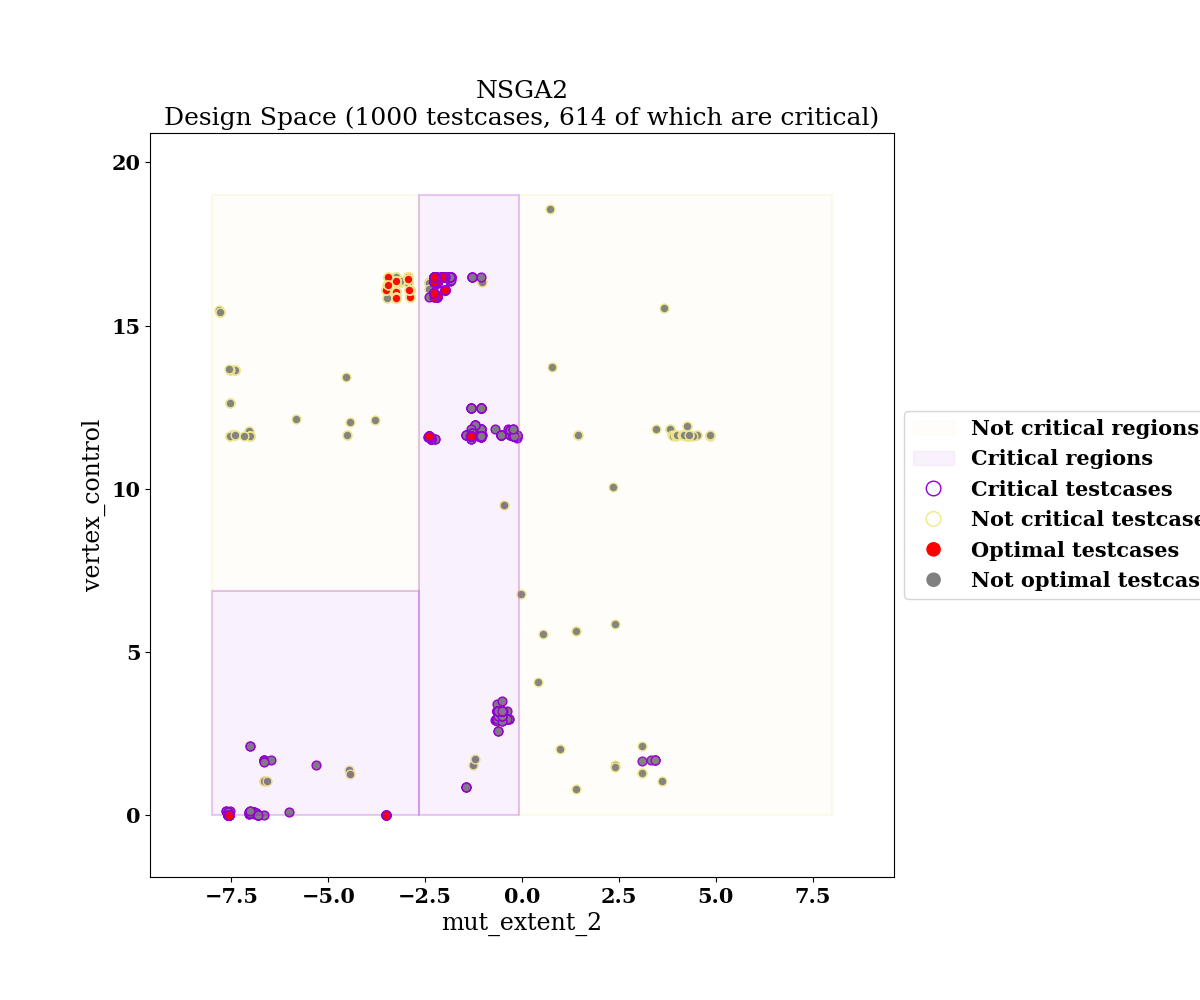 NSGA2
Design Space (1000 testcases, 614 of which are critical)
20
15
10
5
0
vertex_control
−7.5
−5.0
−2.5
0.0
2.5
5.0
7.5
mut_extent_2
Not critical regions
Critical regions
Critical testcases
Not critical testcase
Optimal testcases
Not optimal testcas